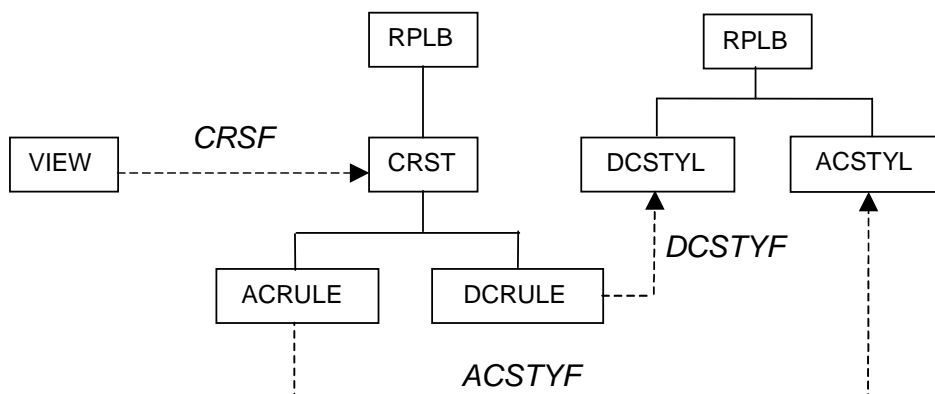 RPLB
RPLB
CRSF
VIEW
CRST
DCSTYL
ACSTYL
DCSTYF
ACRULE
DCRULE
ACSTYF